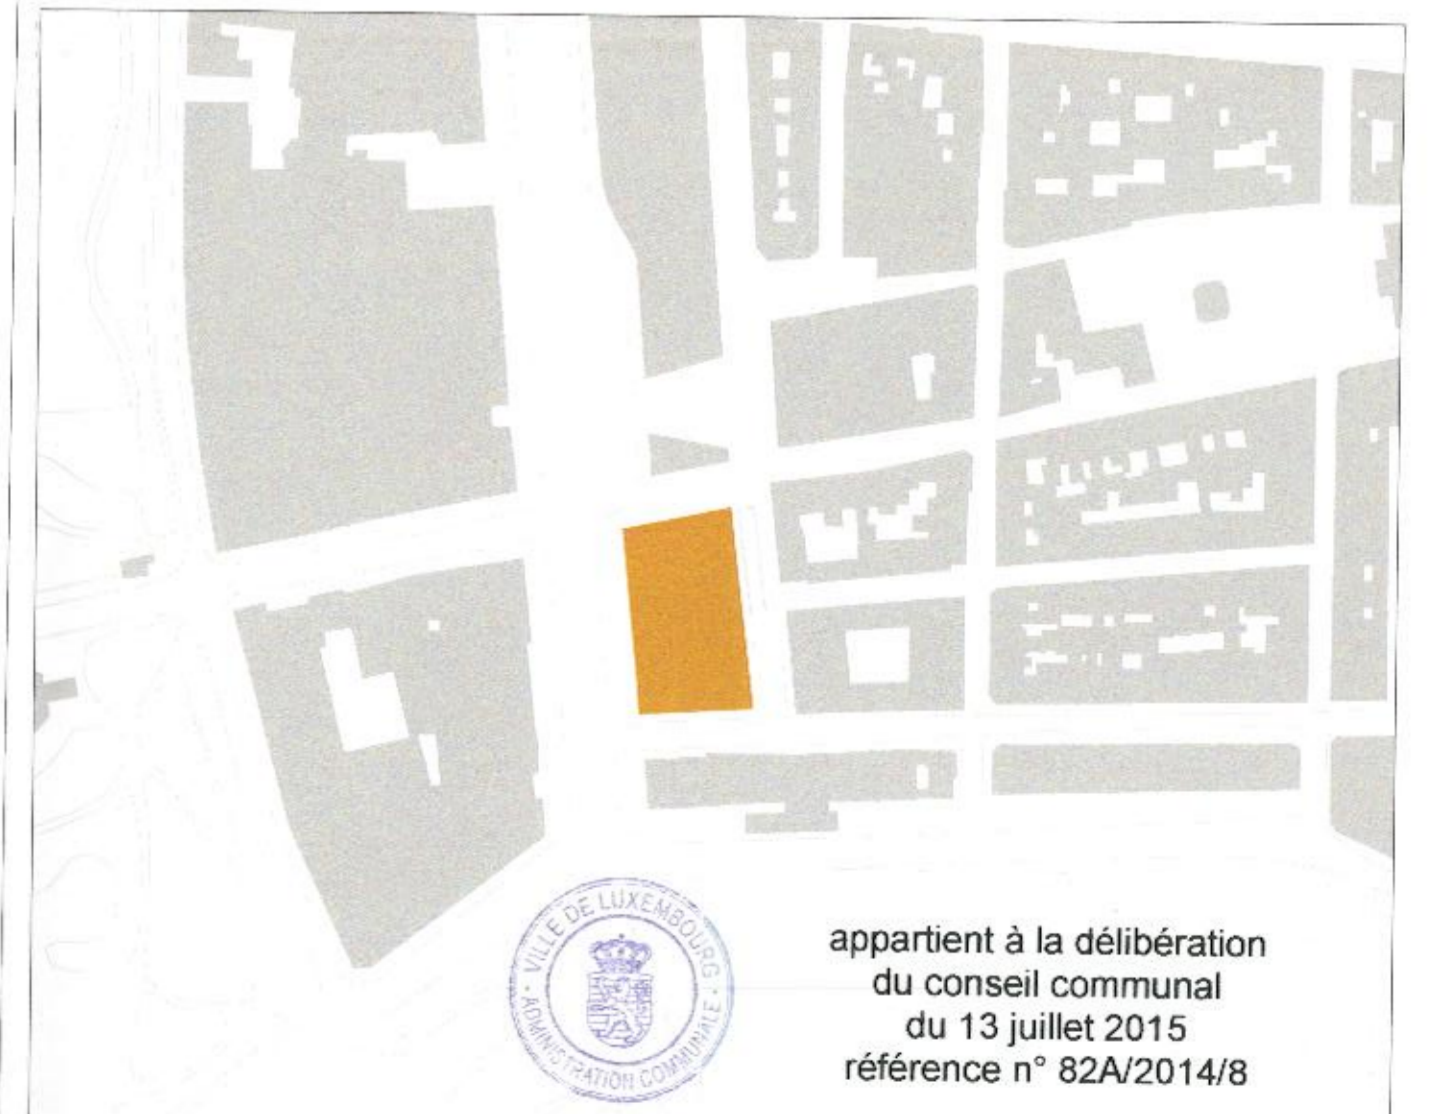 VILLE DE LUXEMBOURG
ADMINISTRATION COMMUNALE
appartient à la délibération
du conseil communal
du 13 juillet 2015
référence n° 82A/2014/8